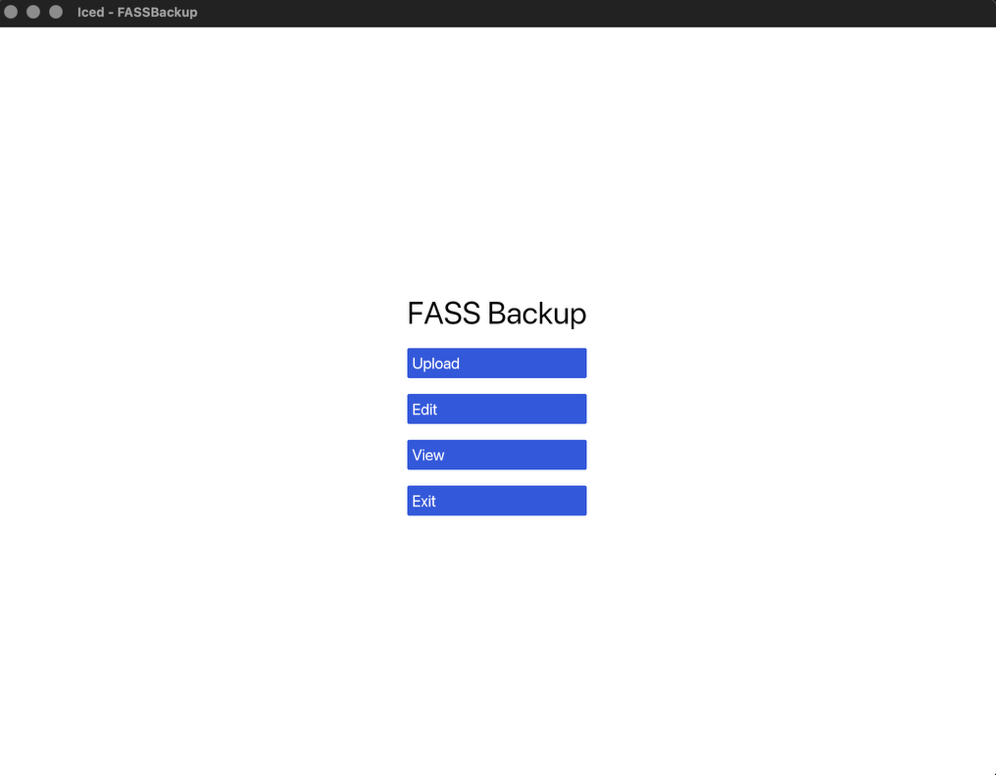 Iced - FASSBackup
FASS Backup
Upload
Edit
View
Exit